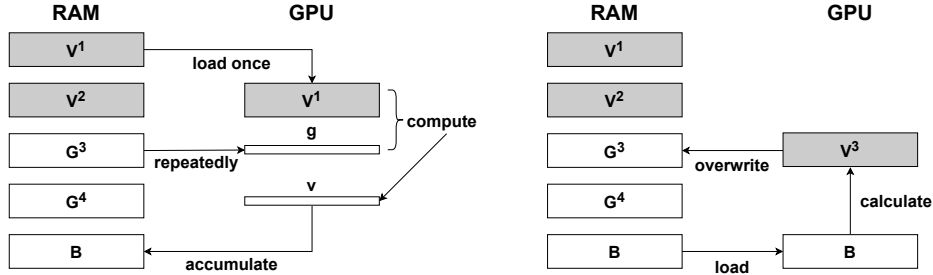 RAM GPU
V¹
load once
V² V¹
g
compute
G³
repeatedly
v
G⁴
B
accumulate
RAM GPU
V¹
V²
G³ V³
overwrite
G⁴
calculate
B B
load